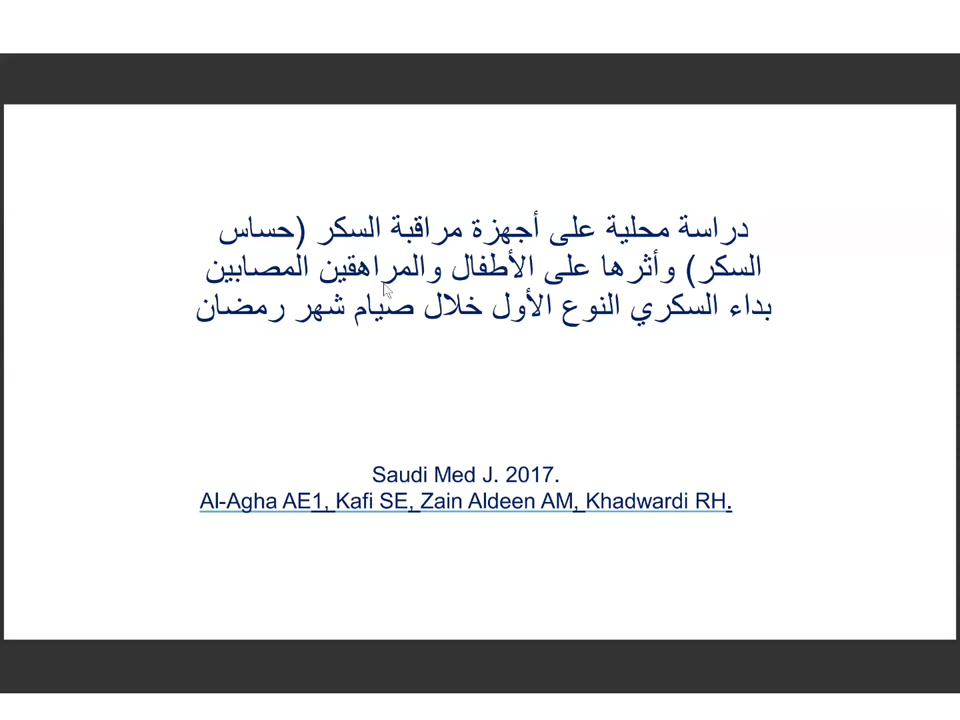 دراسة محلية على أجهزة مراقبة السكر (حساس
السكر) وأثرها على الأطفال والمراهقين المصابين
بداء السكري النوع الأول خلال صيام شهر رمضان
Saudi Med J. 2017.
Al-Agha AE1, Kafi SE, Zain Aldeen AM, Khadwardi RH.